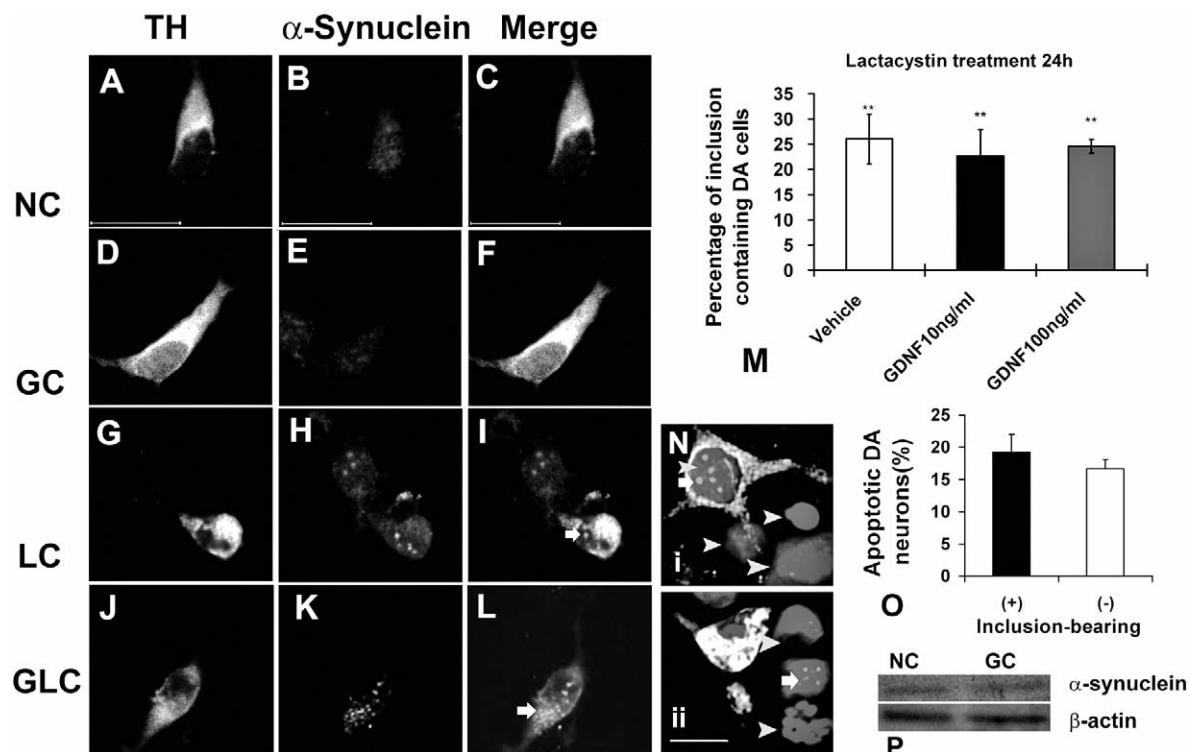 TH α-Synuclein Merge
NC
A B C
GC
D E F
LC
G H I
GLC
J K L
Lactacystin treatment 24h
Percentage of inclusion
containing DA cells
40
35
30
25
20
15
10
5
0
** ** **
Vehicle
GDNF10ng/ml
GDNF100ng/ml
M
N
i
ii
Apoptotic DA
neurons(%)
25
20
15
10
5
0
(+) (-)
Inclusion-bearing
O
NC GC
α-synuclein
β-actin
P